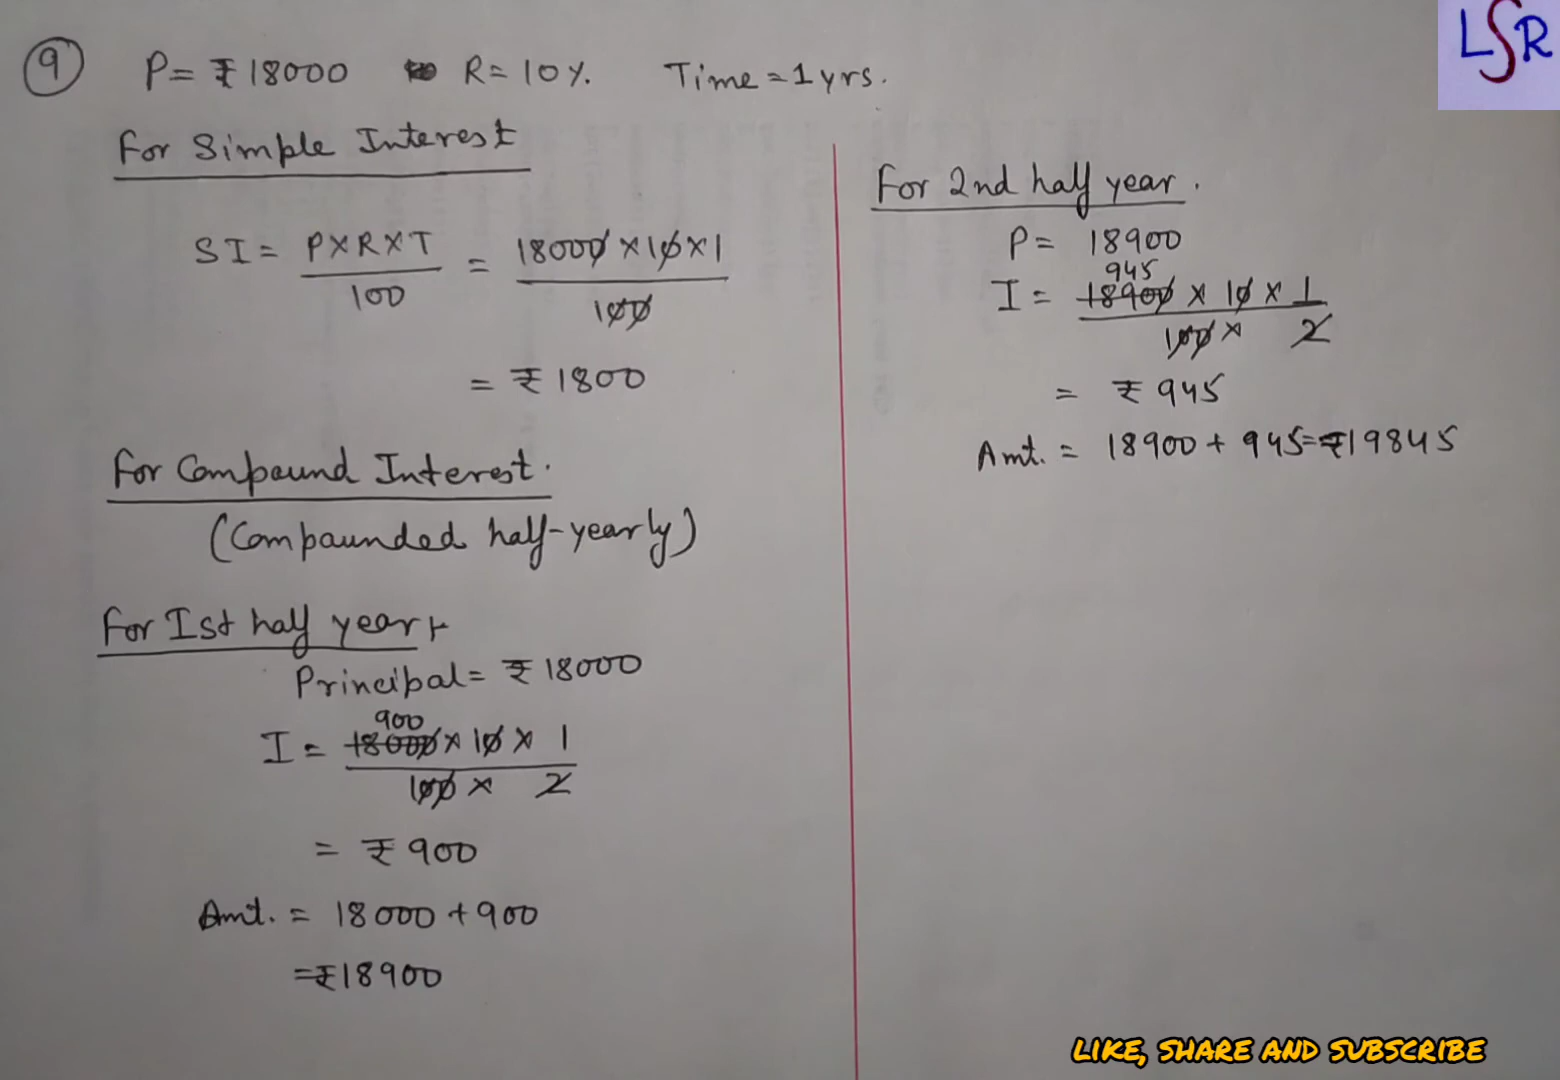 9 P = ₹ 18000 R = 10%. Time = 1 yrs.
For Simple Interest
SI = P×R×T / 100 = 18000 × 10 × 1 / 100
= ₹ 1800
For Compound Interest.
(Compounded half-yearly)
For Ist half year
Principal = ₹ 18000
900
I = 18000 × 10 × 1 / 100 × 2
= ₹ 900
Amt. = 18000 + 900
= ₹ 18900
For 2nd half year.
P = 18900
945
I = 18900 × 10 × 1 / 100 × 2
= ₹ 945
Amt. = 18900 + 945 = ₹19845
LSR
LIKE, SHARE AND SUBSCRIBE